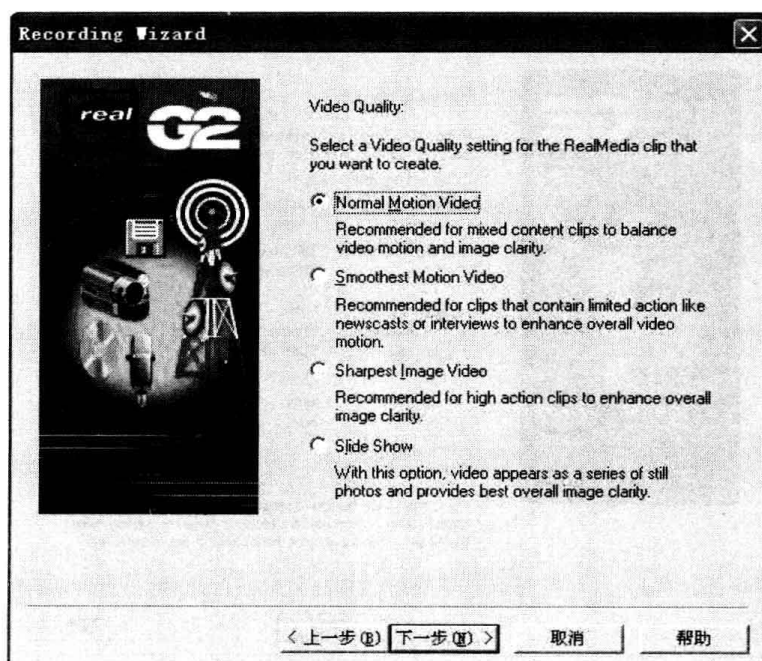 Recording Wizard
real
G2
Video Quality:
Select a Video Quality setting for the RealMedia clip that
you want to create.
Normal Motion Video
Recommended for mixed content clips to balance
video motion and image clarity.
Smoothest Motion Video
Recommended for clips that contain limited action like
newscasts or interviews to enhance overall video
motion.
Sharpest Image Video
Recommended for high action clips to enhance overall
image clarity.
Slide Show
With this option, video appears as a series of still
photos and provides best overall image clarity.
< 上一步(B) 下一步(N) > 取消 帮助